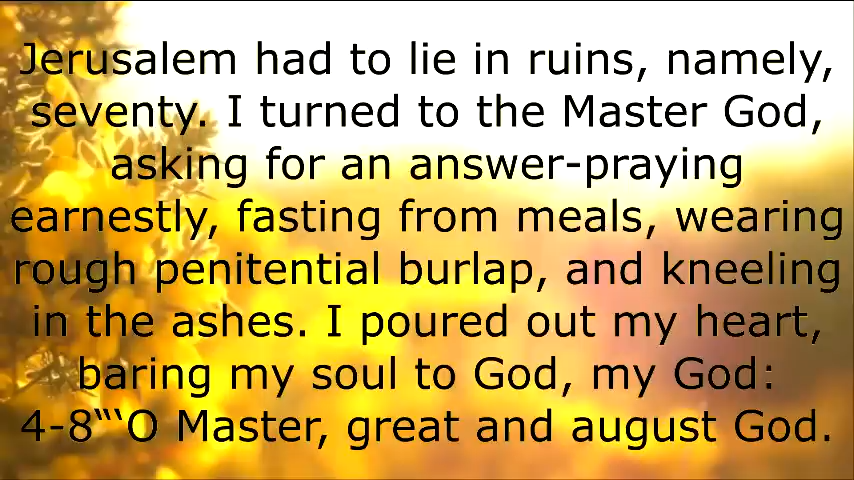 Jerusalem had to lie in ruins, namely,
seventy. I turned to the Master God,
asking for an answer-praying
earnestly, fasting from meals, wearing
rough penitential burlap, and kneeling
in the ashes. I poured out my heart,
baring my soul to God, my God:
4-8“‘O Master, great and august God.